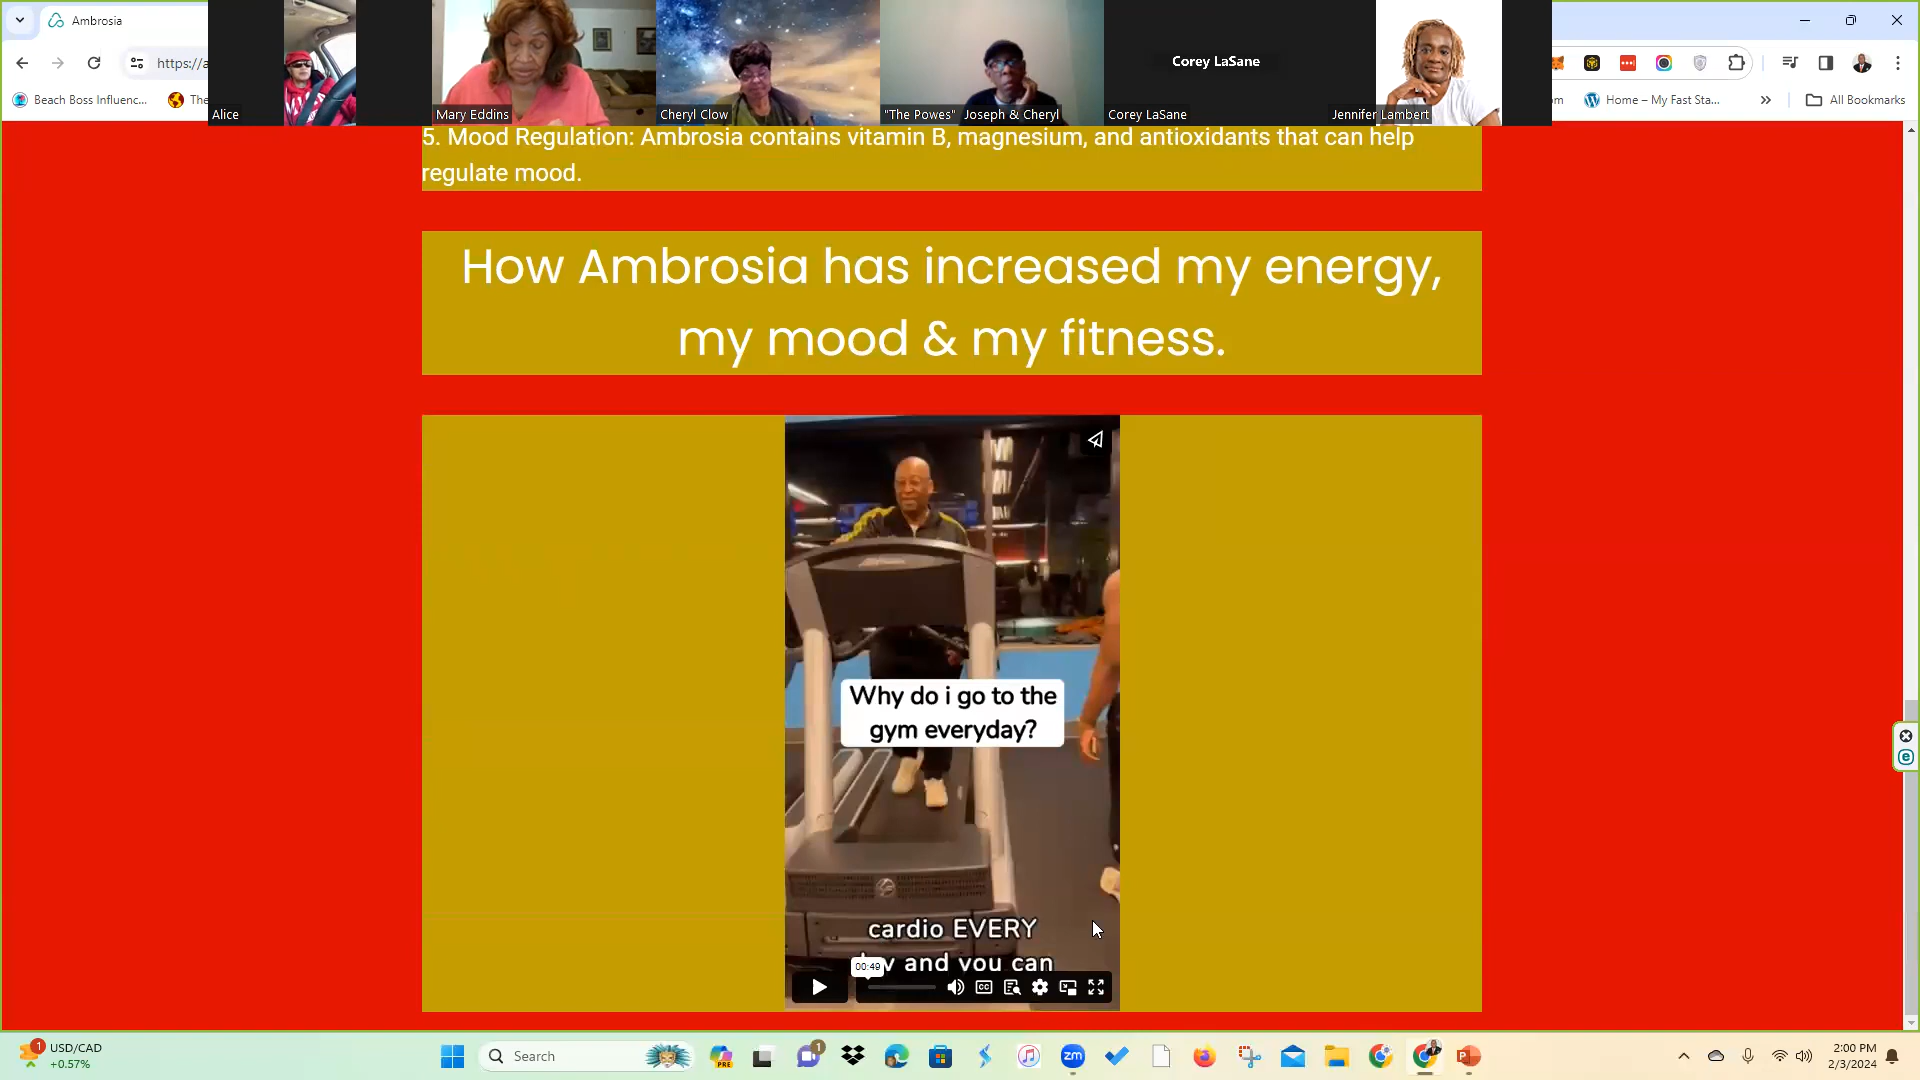 Ambrosia
https://a
Beach Boss Influenc...
The
Home – My Fast Sta...
All Bookmarks
Alice
Mary Eddins
Cheryl Clow
"The Powes" Joseph & Cheryl
Corey LaSane
Corey LaSane
Jennifer Lambert
5. Mood Regulation: Ambrosia contains vitamin B, magnesium, and antioxidants that can help
regulate mood.
How Ambrosia has increased my energy,
my mood & my fitness.
Why do i go to the
gym everyday?
cardio EVERY
and you can
00:49
USD/CAD
+0.57%
1
Search
PRE
1
zm
2:00 PM
2/3/2024